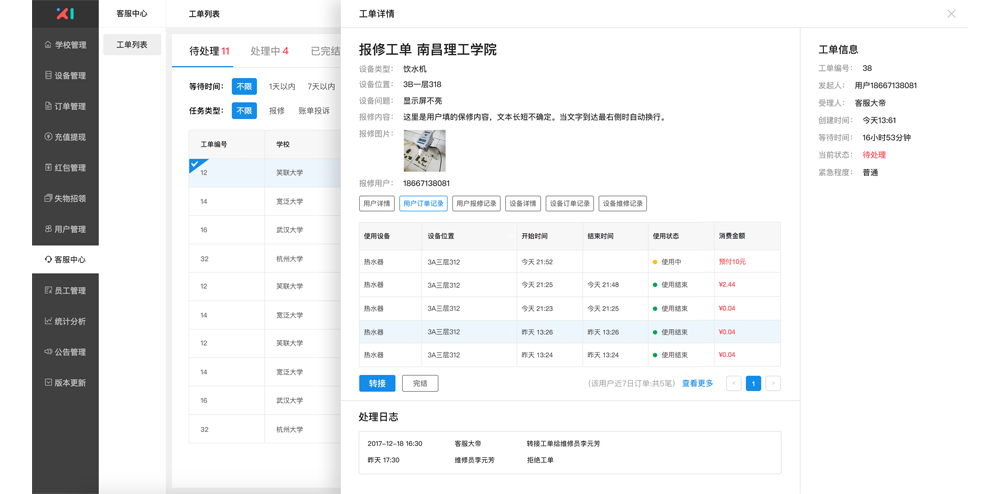 XI
学校管理
设备管理
订单管理
充值提现
红包管理
失物招领
用户管理
客服中心
员工管理
统计分析
公告管理
版本更新
客服中心
工单列表
工单列表
待处理 11 处理中 4 已完结
等待时间： 不限 1天以内 7天以内
任务类型： 不限 报修 账单投诉
工单编号 学校
12 芙联大学
14 宽泛大学
16 武汉大学
32 杭州大学
12 芙联大学
14 宽泛大学
12 芙联大学
14 宽泛大学
16 武汉大学
32 杭州大学
工单详情
报修工单 南昌理工学院
设备类型： 饮水机
设备位置： 3B一层318
设备问题： 显示屏不亮
报修内容： 这里是用户填的保修内容，文本长短不确定。当文字到达最右侧时自动换行。
报修图片：
报修用户： 18667138081
用户详情 用户订单记录 用户报修记录 设备详情 设备订单记录 设备维修记录
使用设备 设备位置 开始时间 结束时间 使用状态 消费金额
热水器 3A三层312 今天 21:52 使用中 预付10元
热水器 3A三层312 今天 21:25 今天 21:48 使用结束 ¥2.44
热水器 3A三层312 今天 21:23 今天 21:25 使用结束 ¥0.04
热水器 3A三层312 昨天 13:26 昨天 13:26 使用结束 ¥0.04
热水器 3A三层312 昨天 13:24 昨天 13:24 使用结束 ¥0.04
转接 完结 (该用户近7日订单:共5笔) 查看更多 < 1 >
处理日志
2017-12-18 16:30 客服大帝 转接工单给维修员李元芳
昨天 17:30 维修员李元芳 拒绝工单
工单信息
工单编号： 38
发起人： 用户18667138081
受理人： 客服大帝
创建时间： 今天13:61
等待时间： 16小时53分钟
当前状态： 待处理
紧急程度： 普通